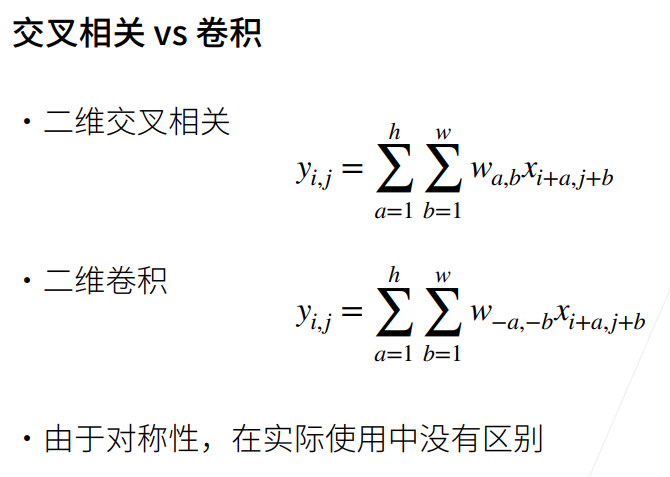 交叉相关 vs 卷积
• 二维交叉相关
y_{i,j} = \sum_{a=1}^{h} \sum_{b=1}^{w} w_{a,b} x_{i+a,j+b}
• 二维卷积
y_{i,j} = \sum_{a=1}^{h} \sum_{b=1}^{w} w_{-a,-b} x_{i+a,j+b}
• 由于对称性，在实际使用中没有区别